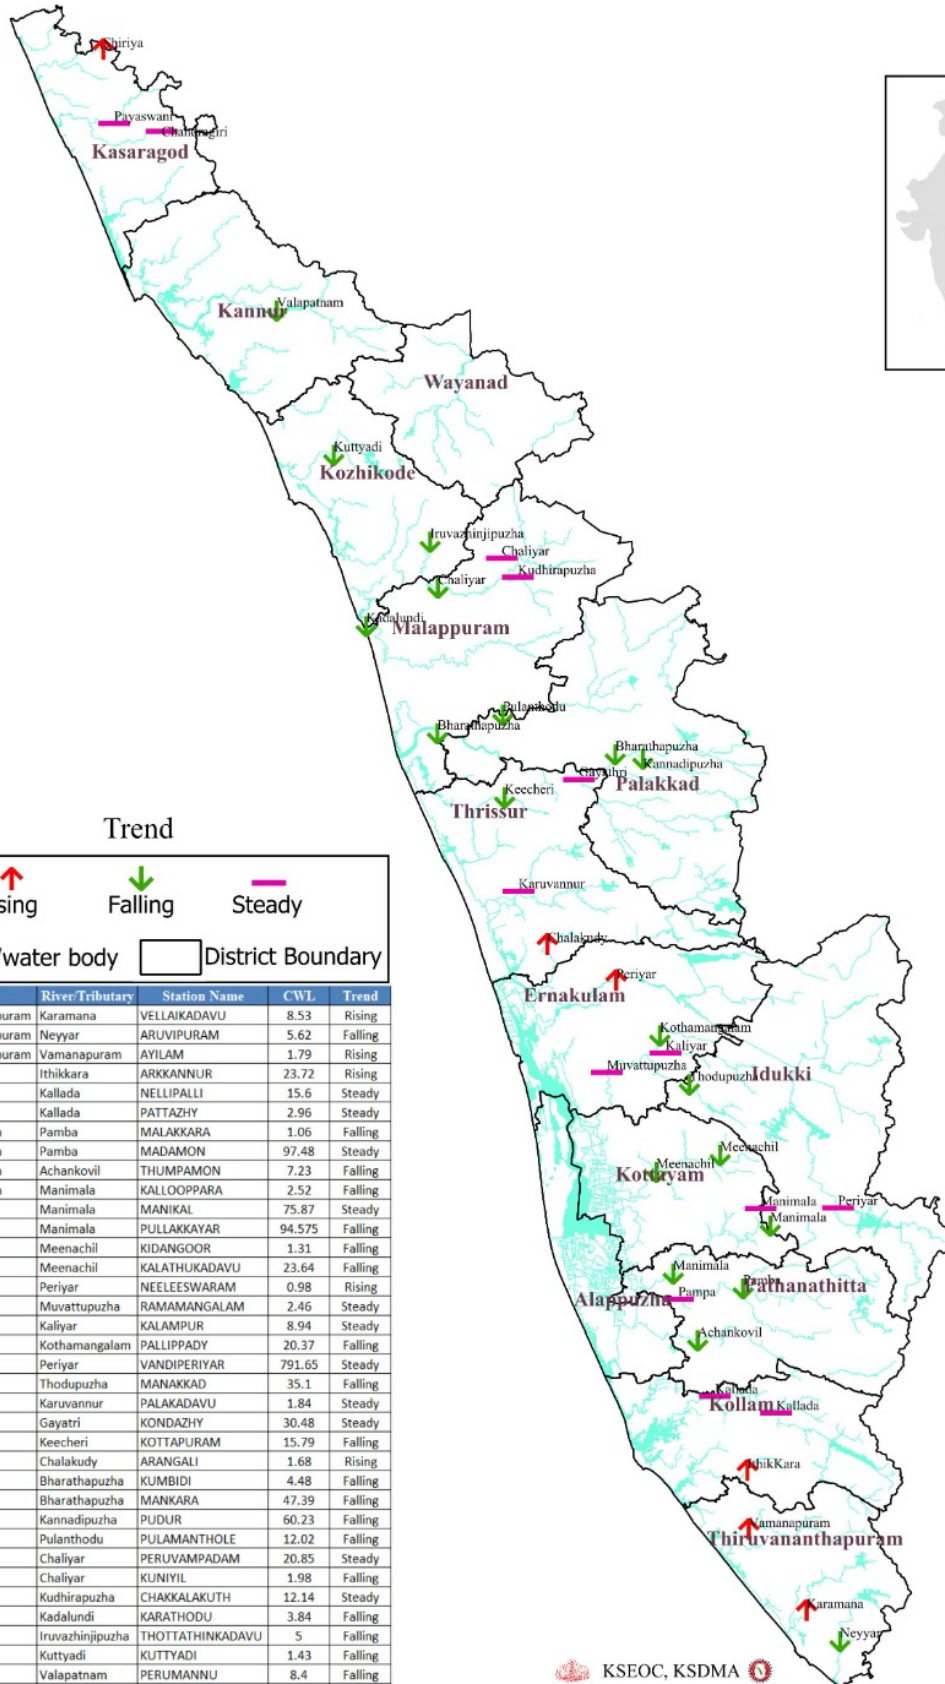 Shiriya
Payaswani
Chandragiri
Kasaragod
Valapatnam
Kannur
Wayanad
Kuttyadi
Kozhikode
Iruvazhinjipuzha
Chaliyar
Kudhirapuzha
Chaliyar
Kadalundi
Malappuram
Pulanthodu
Bharathapuzha
Bharathapuzha
Kannadipuzha
Gayathri
Palakkad
Keecheri
Thrissur
Trend
sing
Falling
Steady
/water body
District Boundary
Karuvannur
Chalakudy
Periyar
Ernakulam
Kothamangalam
Kaliyar
Muvattupuzha
Thodupuzha
Idukki
Meenachil
Meenachil
Kottayam
Manimala
Periyar
Manimala
Manimala
Pamba
Pathanathitta
Pampa
Alappuzha
Achankovil
Kallada
Kollam
Kallada
IthikKara
Vamanapuram
Thiruvananthapuram
Karamana
Neyyar
River/Tributary Station Name CWL Trend
puram Karamana VELLAIKADAVU 8.53 Rising
puram Neyyar ARUVIPURAM 5.62 Falling
puram Vamanapuram AYILAM 1.79 Rising
Ithikkara ARKKANNUR 23.72 Rising
Kallada NELLIPALLI 15.6 Steady
Kallada PATTAZHY 2.96 Steady
Pamba MALAKKARA 1.06 Falling
Pamba MADAMON 97.48 Steady
Achankovil THUMPAMON 7.23 Falling
Manimala KALLOOPPARA 2.52 Falling
Manimala MANIKAL 75.87 Steady
Manimala PULLAKKAYAR 94.575 Falling
Meenachil KIDANGOOR 1.31 Falling
Meenachil KALATHUKADAVU 23.64 Falling
Periyar NEELEESWARAM 0.98 Rising
Muvattupuzha RAMAMANGALAM 2.46 Steady
Kaliyar KALAMPUR 8.94 Steady
Kothamangalam PALLIPPADY 20.37 Falling
Periyar VANDIPERIYAR 791.65 Steady
Thodupuzha MANAKKAD 35.1 Falling
Karuvannur PALAKADAVU 1.84 Steady
Gayatri KONDAZHY 30.48 Steady
Keecheri KOTTAPURAM 15.79 Falling
Chalakudy ARANGALI 1.68 Rising
Bharathapuzha KUMBIDI 4.48 Falling
Bharathapuzha MANKARA 47.39 Falling
Kannadipuzha PUDUR 60.23 Falling
Pulanthodu PULAMANTHOLE 12.02 Falling
Chaliyar PERUVAMPADAM 20.85 Steady
Chaliyar KUNIYIL 1.98 Falling
Kudhirapuzha CHAKKALAKUTH 12.14 Steady
Kadalundi KARATHODU 3.84 Falling
Iruvazhinjipuzha THOTTATHINKADAVU 5 Falling
Kuttyadi KUTTYADI 1.43 Falling
Valapatnam PERUMANNU 8.4 Falling
KSEOC, KSDMA